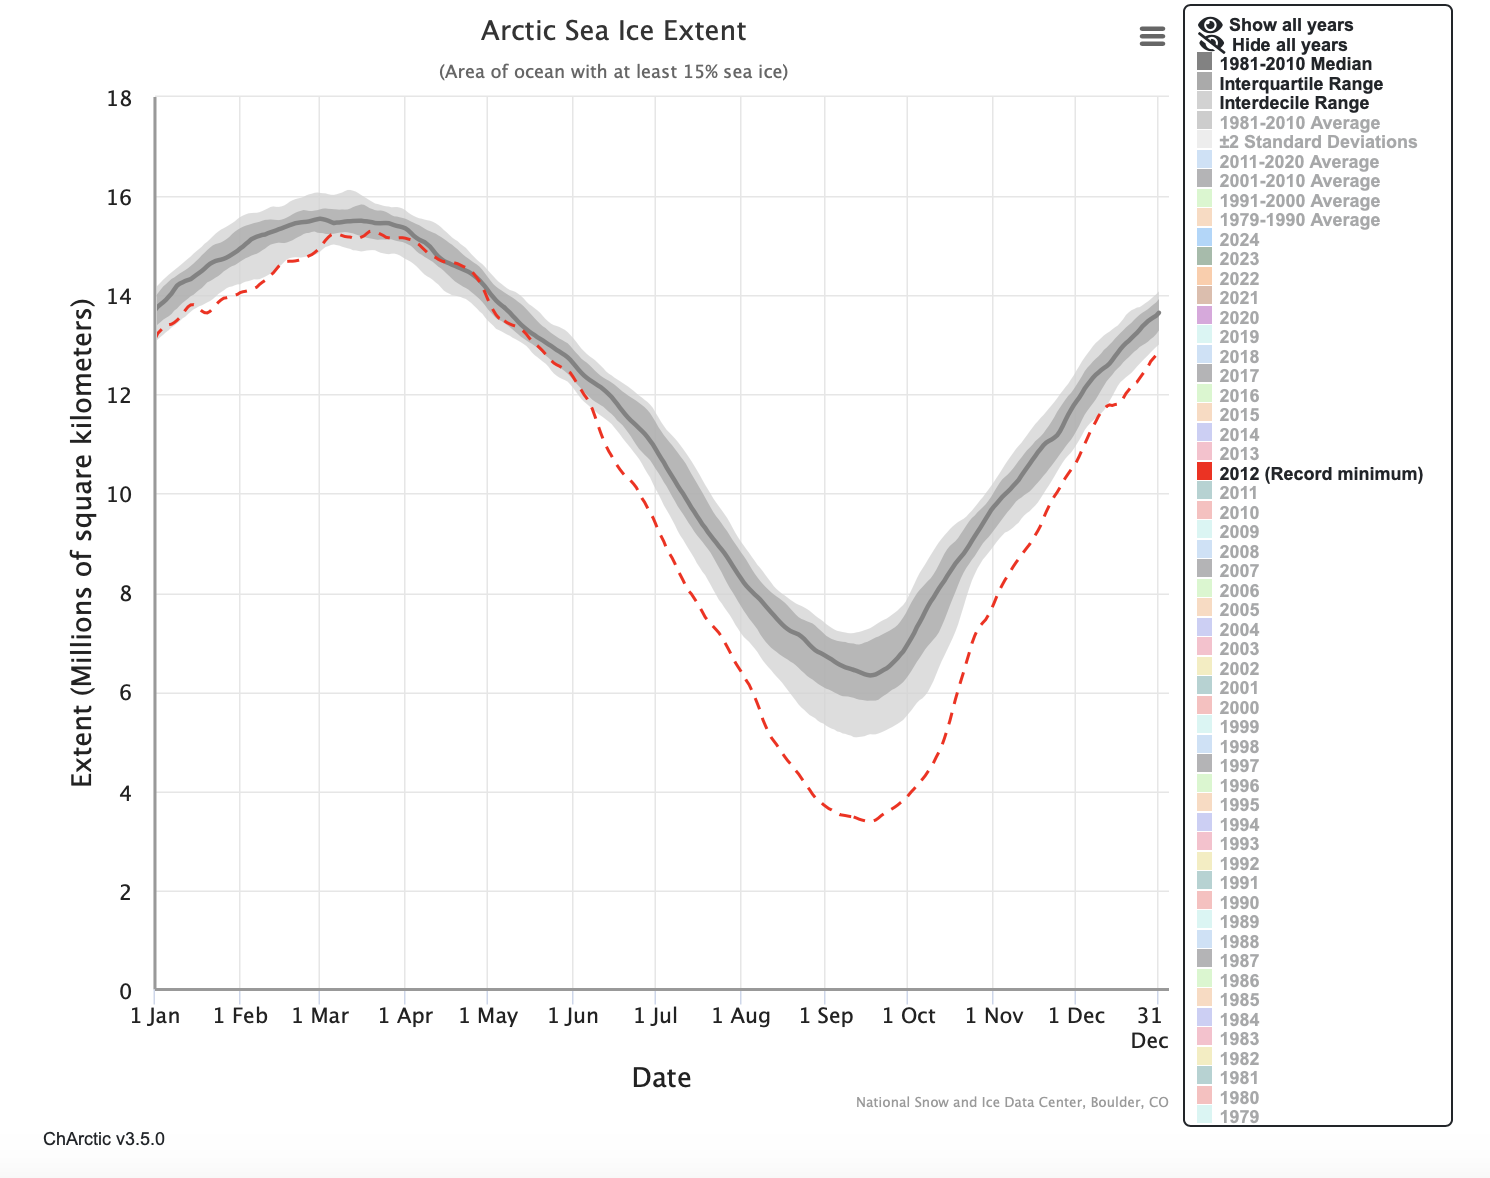 Arctic Sea Ice Extent
(Area of ocean with at least 15% sea ice)
Extent (Millions of square kilometers)
18
16
14
12
10
8
6
4
2
0
1 Jan
1 Feb
1 Mar
1 Apr
1 May
1 Jun
1 Jul
1 Aug
1 Sep
1 Oct
1 Nov
1 Dec
31
Dec
Date
National Snow and Ice Data Center, Boulder, CO
ChArctic v3.5.0
Show all years
Hide all years
1981-2010 Median
Interquartile Range
Interdecile Range
1981-2010 Average
±2 Standard Deviations
2011-2020 Average
2001-2010 Average
1991-2000 Average
1979-1990 Average
2024
2023
2022
2021
2020
2019
2018
2017
2016
2015
2014
2013
2012 (Record minimum)
2011
2010
2009
2008
2007
2006
2005
2004
2003
2002
2001
2000
1999
1998
1997
1996
1995
1994
1993
1992
1991
1990
1989
1988
1987
1986
1985
1984
1983
1982
1981
1980
1979